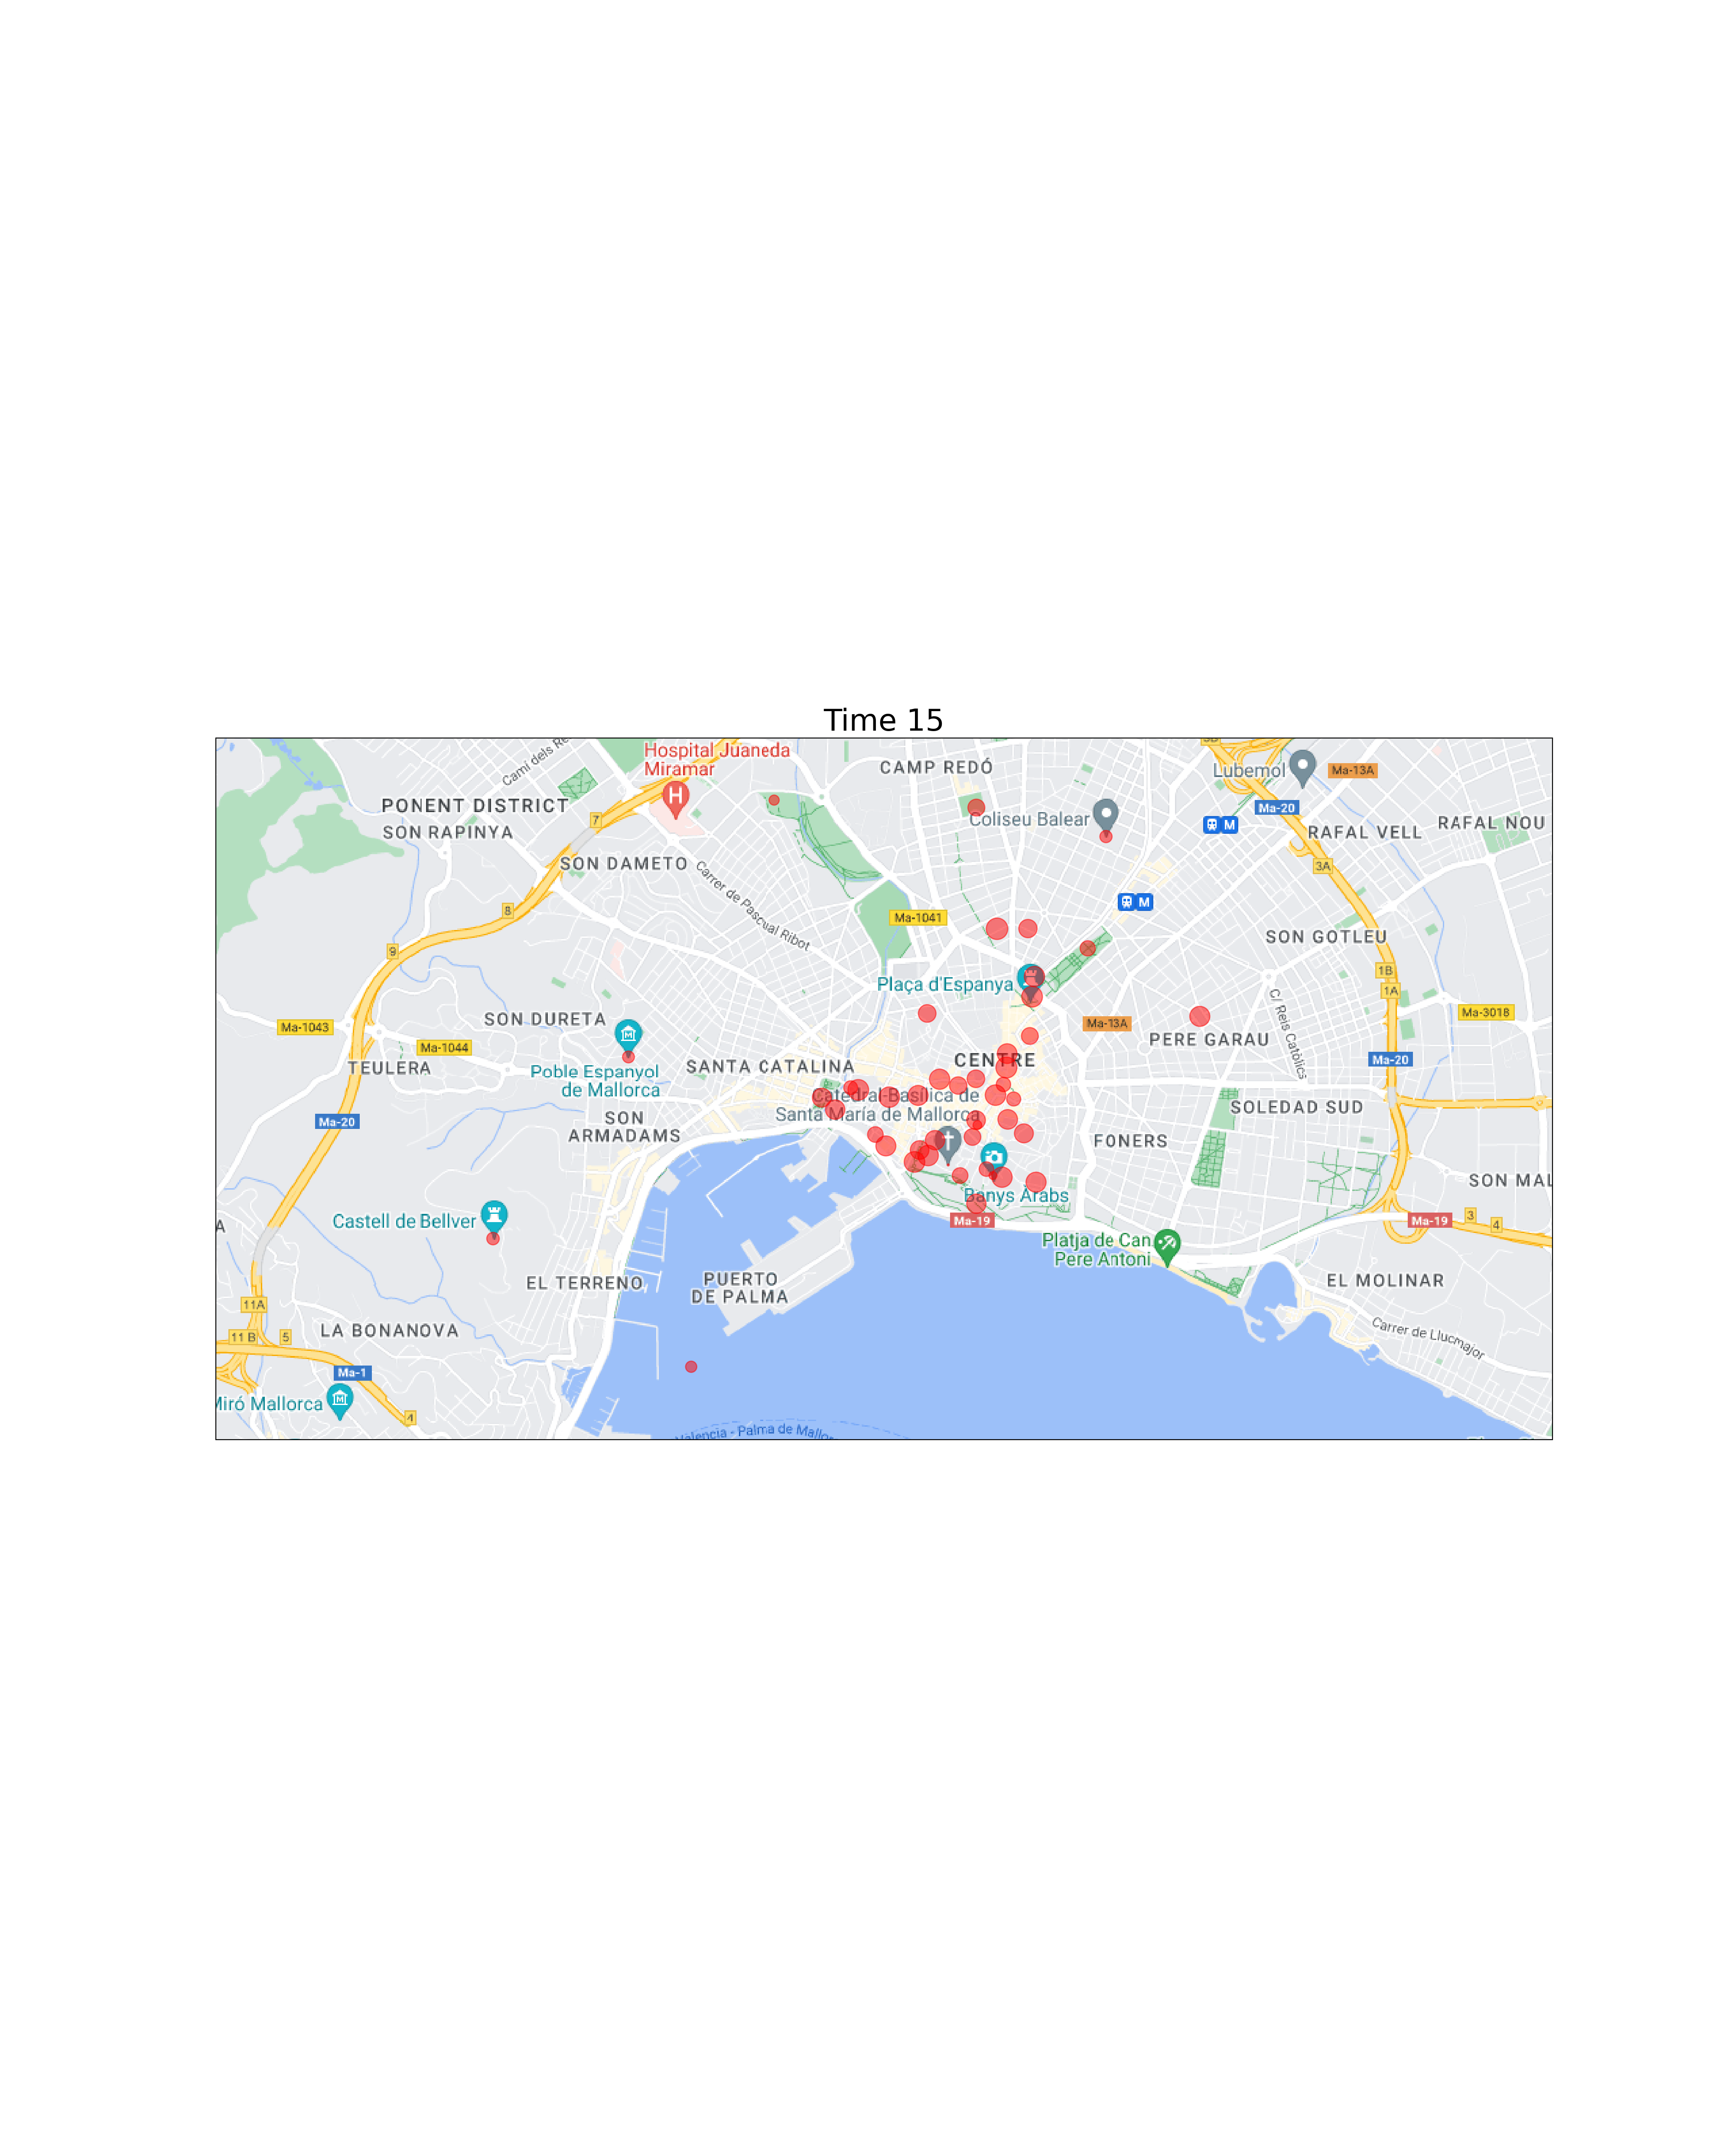 Time 15
Hospital Juaneda
Miramar
Camí dels Re
CAMP REDÓ
Lubemol
Ma-13A
PONENT DISTRICT
SON RAPINYA
7
Ma-20
Coliseu Balear
RAFAL VELL
RAFAL NOU
M
SON DAMETO
Carrer de Pascual Ribot
3A
8
Ma-1041
M
SON GOTLEU
9
1B
1A
Plaça d'Espanya
C/ Reis Catòlics
Ma-1043
SON DURETA
Ma-13A
Ma-3018
PERE GARAU
Ma-1044
TEULERA
Poble Espanyol
de Mallorca
SANTA CATALINA
CENTRE
Ma-20
Catedral-Basílica de
Santa María de Mallorca
SOLEDAD SUD
Ma-20
SON
ARMADAMS
FONERS
SON MAL
Banys Àrabs
Castell de Bellver
A
Ma-19
Ma-19
3
4
Platja de Can
Pere Antoni
EL TERRENO
PUERTO
DE PALMA
EL MOLINAR
11A
11 B
5
LA BONANOVA
Carrer de Llucmajor
Ma-1
Miró Mallorca
4
Valencia - Palma de Mallor